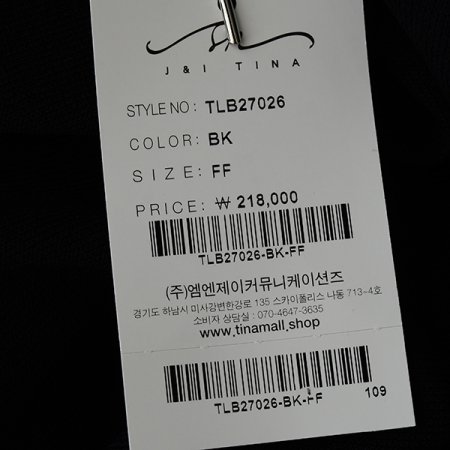 J & I TINA
STYLE NO : TLB27026
COLOR : BK
SIZE : FF
PRICE : ₩ 218,000
TLB27026-BK-FF
(주)엠엔제이커뮤니케이션즈
경기도 하남시 미사강변한강로 135 스카이폴리스 나동 713-4호
소비자 상담실 : 070-4647-3635
www.tinamall.shop
TLB27026-BK-FF 109